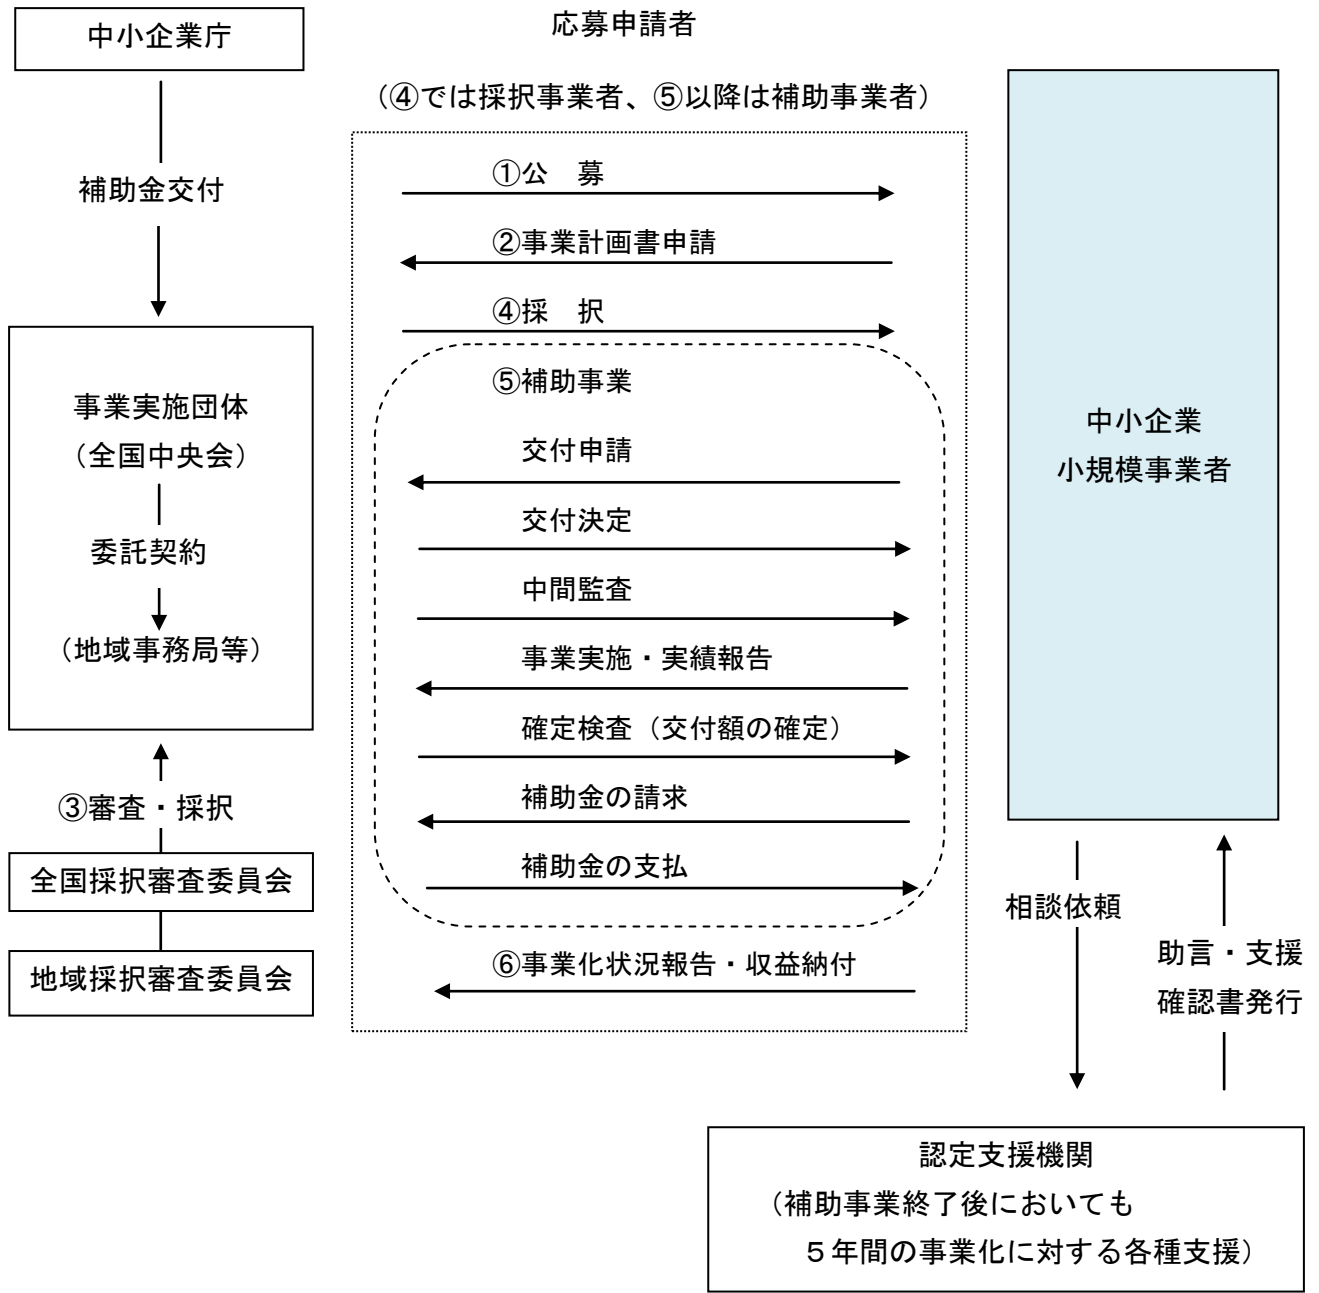 中小企業庁
応募申請者
（④では採択事業者、⑤以降は補助事業者）
補助金交付
①公　募
②事業計画書申請
④採　択
⑤補助事業
交付申請
交付決定
中間監査
事業実施・実績報告
確定検査（交付額の確定）
補助金の請求
補助金の支払
⑥事業化状況報告・収益納付
事業実施団体
（全国中央会）
委託契約
（地域事務局等）
③審査・採択
全国採択審査委員会
地域採択審査委員会
中小企業
小規模事業者
相談依頼
助言・支援
確認書発行
認定支援機関
（補助事業終了後においても
５年間の事業化に対する各種支援）